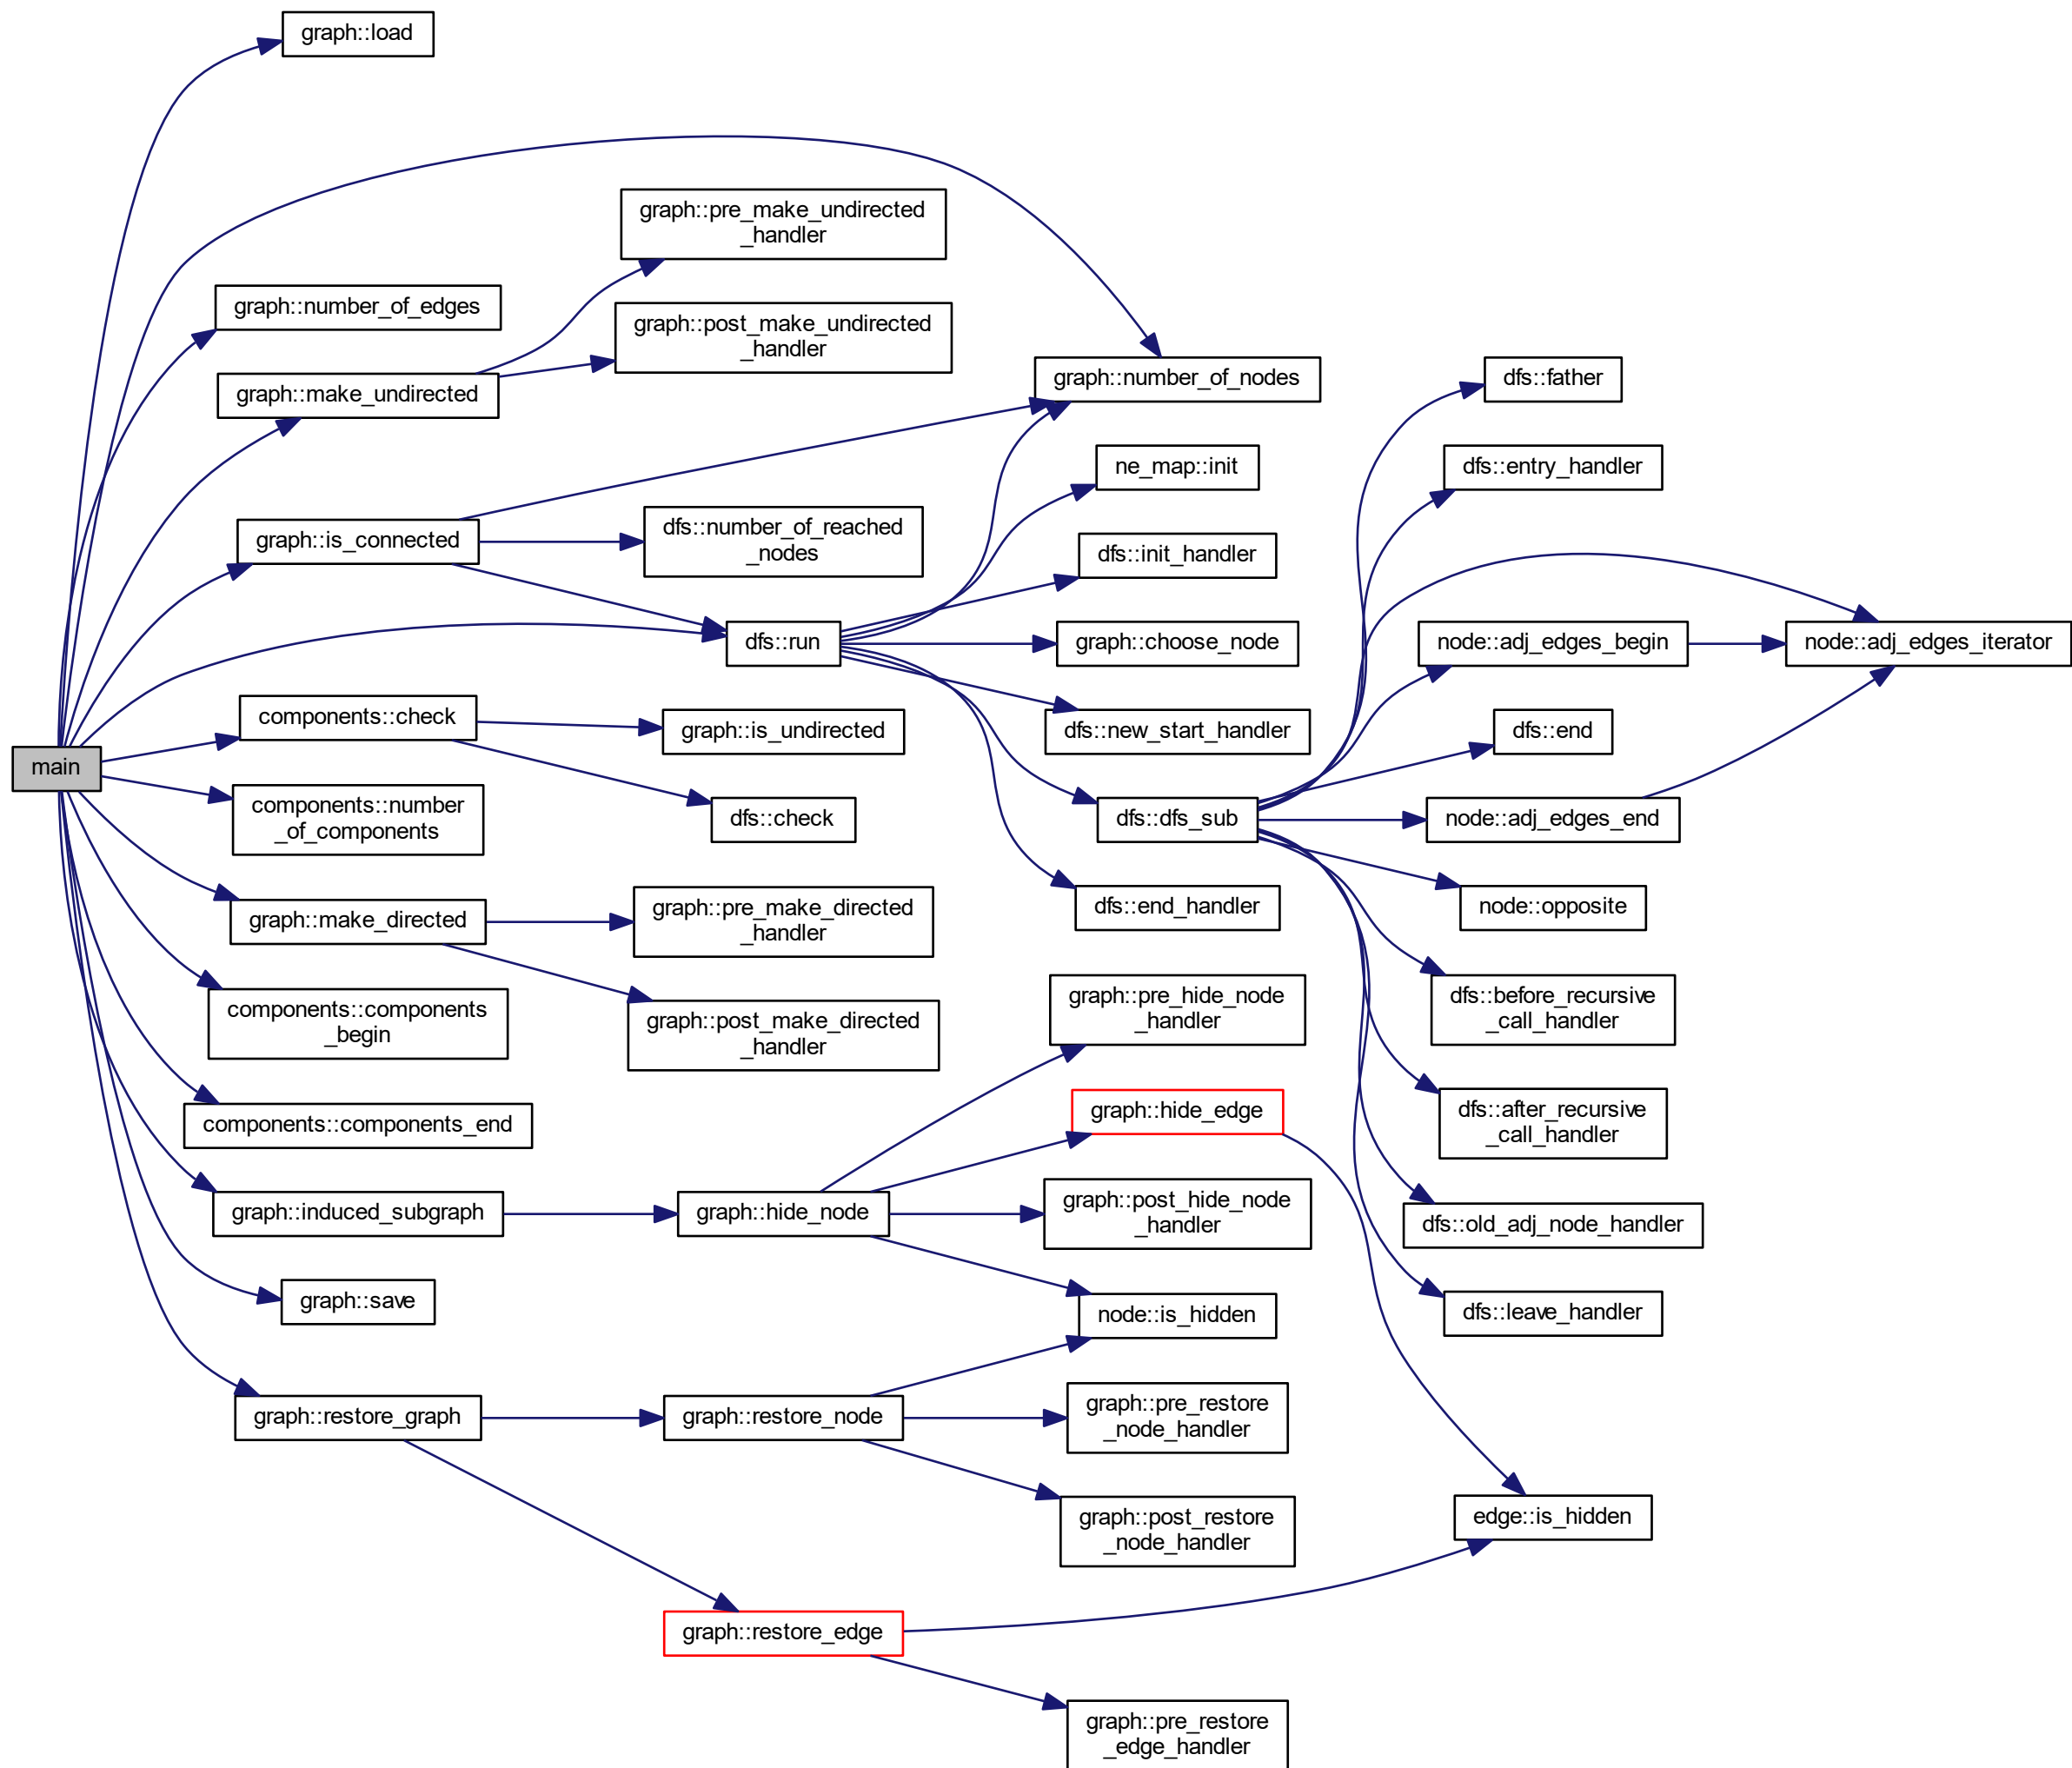 main
graph::load
graph::number_of_edges
graph::make_undirected
graph::is_connected
components::check
components::number
_of_components
graph::make_directed
components::components
_begin
components::components_end
graph::induced_subgraph
graph::save
graph::restore_graph
graph::pre_make_undirected
_handler
graph::post_make_undirected
_handler
dfs::number_of_reached
_nodes
dfs::run
graph::is_undirected
dfs::check
graph::pre_make_directed
_handler
graph::post_make_directed
_handler
graph::hide_node
graph::restore_node
graph::restore_edge
graph::number_of_nodes
ne_map::init
dfs::init_handler
graph::choose_node
dfs::new_start_handler
dfs::dfs_sub
dfs::end_handler
graph::pre_hide_node
_handler
graph::hide_edge
graph::post_hide_node
_handler
node::is_hidden
graph::pre_restore
_node_handler
graph::post_restore
_node_handler
graph::pre_restore
_edge_handler
dfs::father
dfs::entry_handler
node::adj_edges_begin
dfs::end
node::adj_edges_end
node::opposite
dfs::before_recursive
_call_handler
dfs::after_recursive
_call_handler
dfs::old_adj_node_handler
dfs::leave_handler
edge::is_hidden
node::adj_edges_iterator